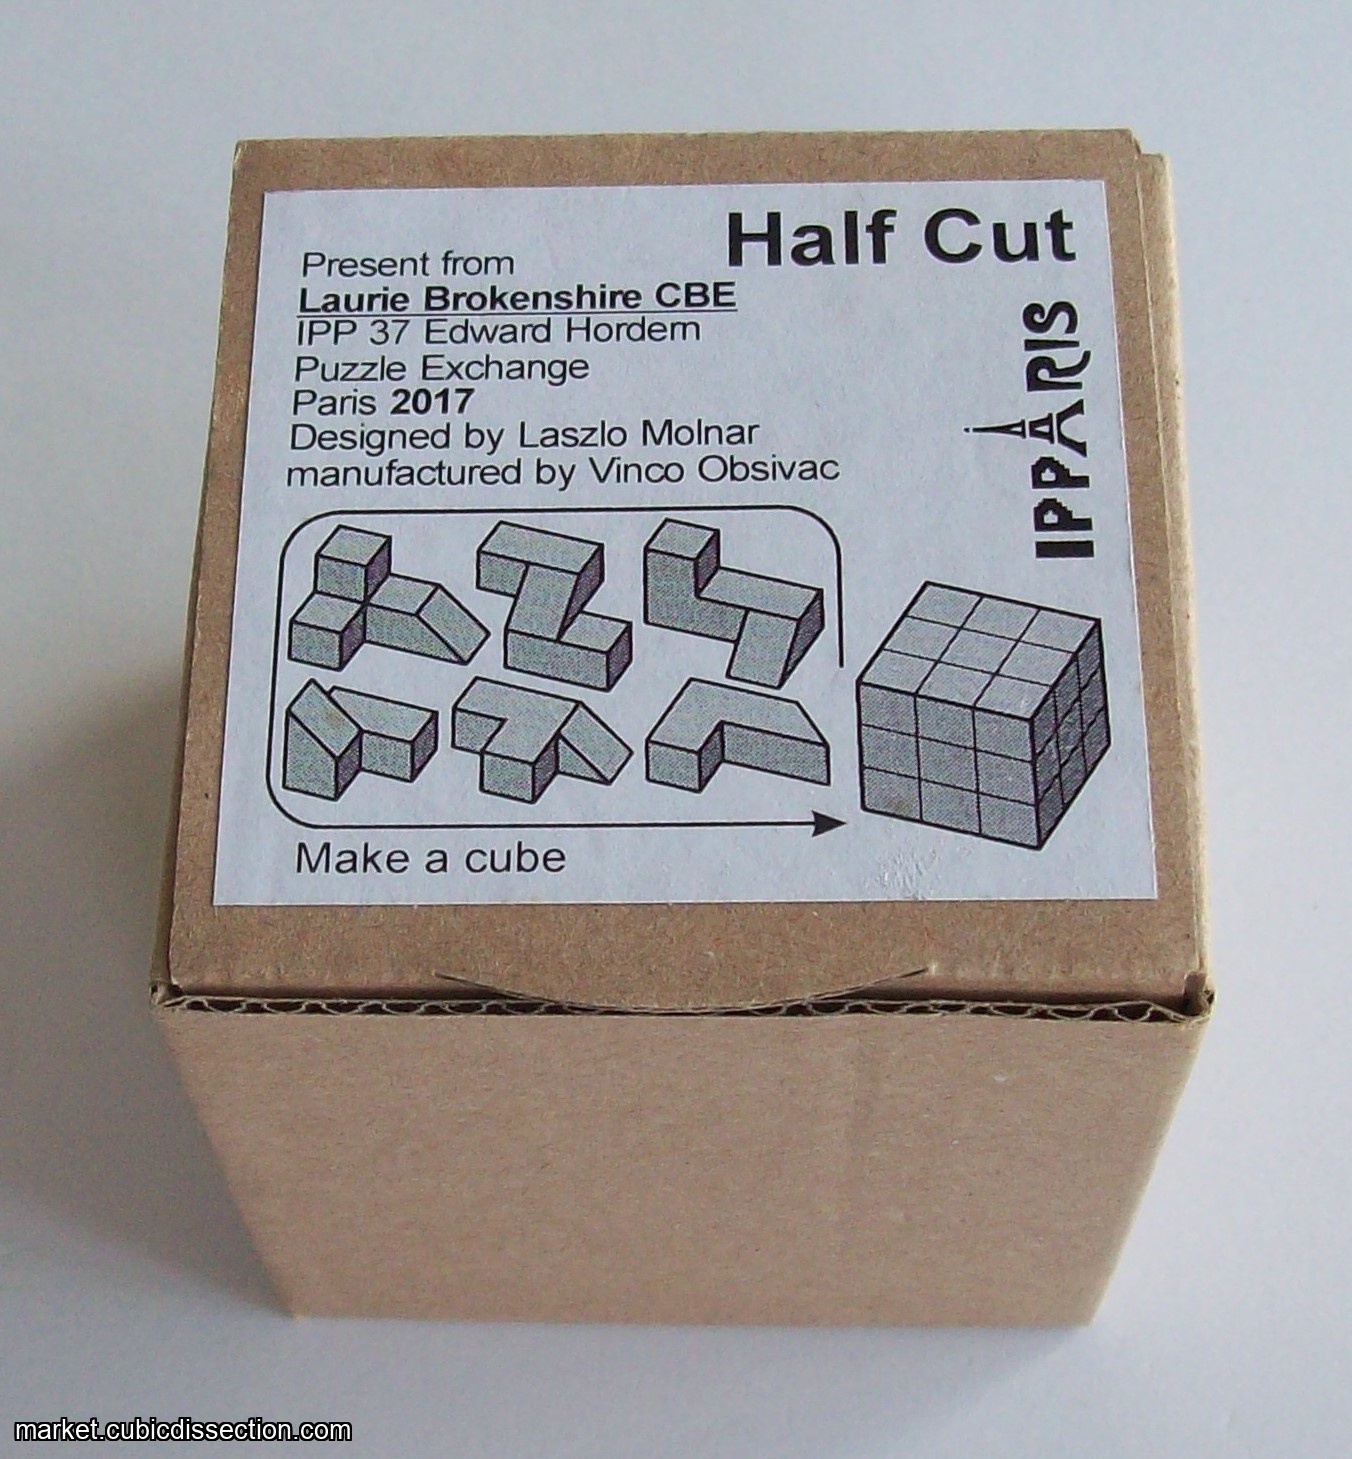 Half Cut
Present from
Laurie Brokenshire CBE
IPP 37 Edward Hordern
Puzzle Exchange
Paris 2017
Designed by Laszlo Molnar
manufactured by Vinco Obsivac
IPPARIS
Make a cube
market.cubicdissection.com